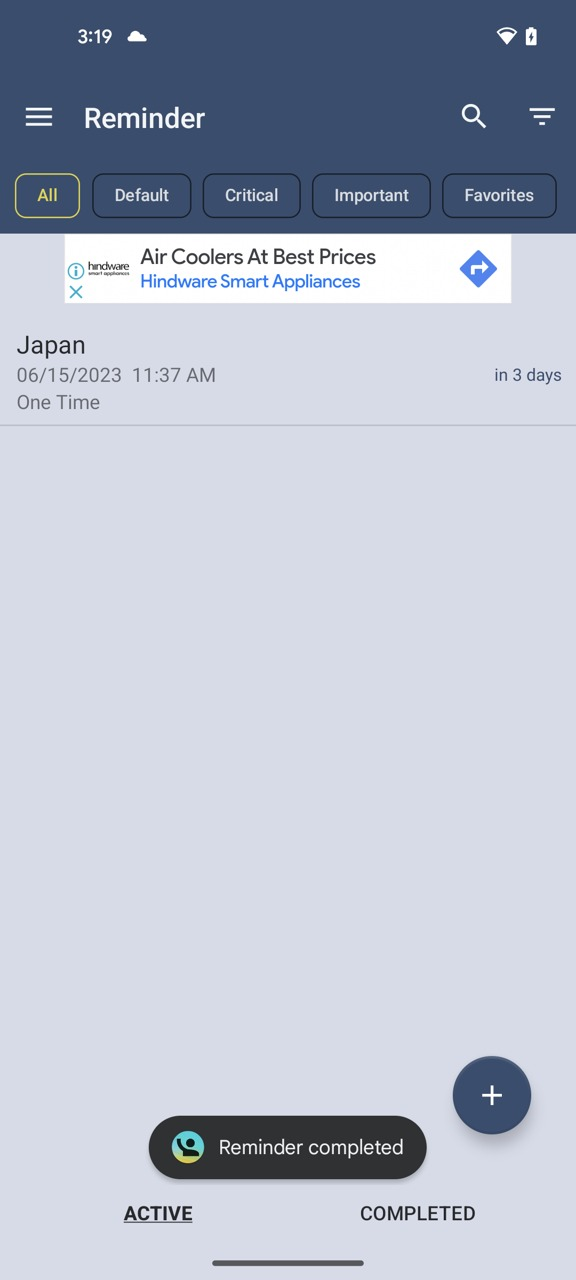 3:19
Reminder
All
Default
Critical
Important
Favorites
hindware
smart appliances
Air Coolers At Best Prices
Hindware Smart Appliances
Japan
06/15/2023 11:37 AM
in 3 days
One Time
+
Reminder completed
ACTIVE
COMPLETED